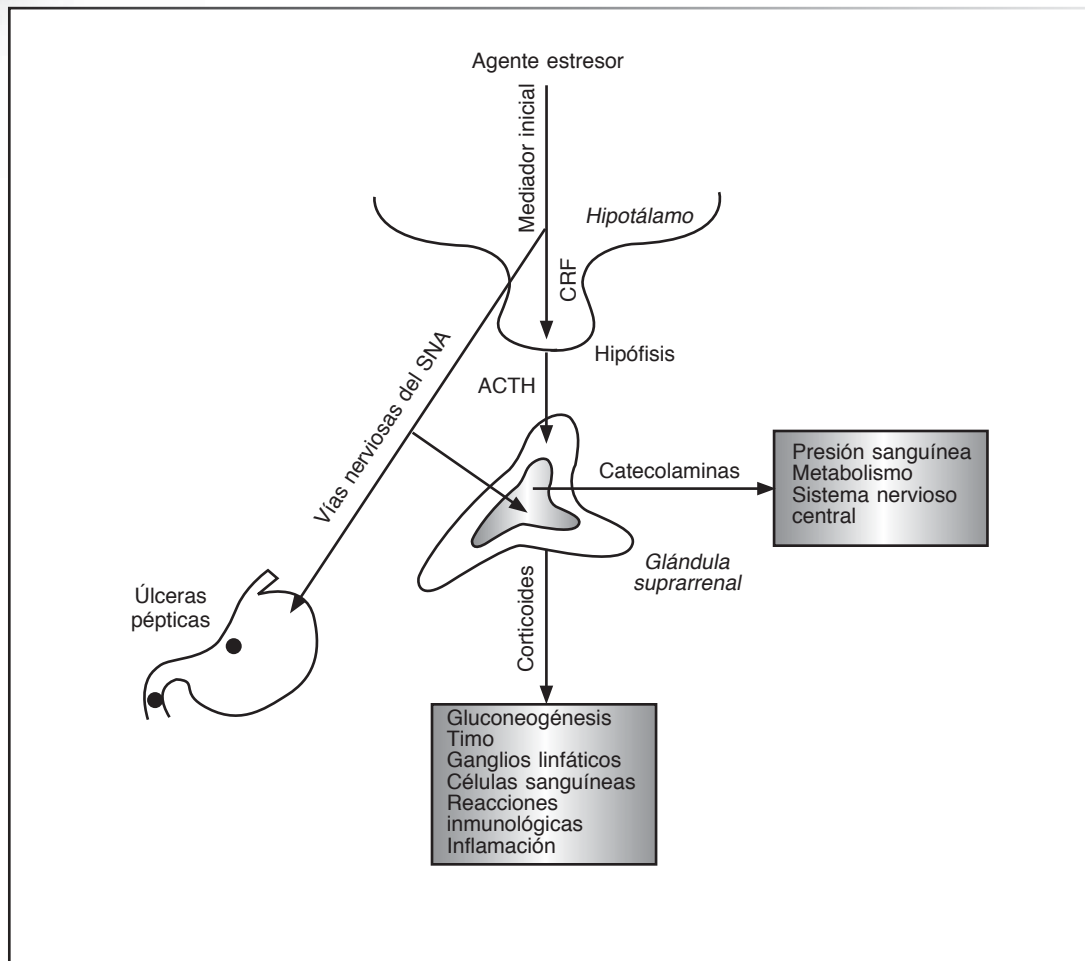 Agente estresor
Mediador inicial
Hipotálamo
CRF
Hipófisis
Vías nerviosas del SNA
ACTH
Catecolaminas
Presión sanguínea
Metabolismo
Sistema nervioso
central
Glándula
suprarrenal
Úlceras
pépticas
Corticoides
Gluconeogénesis
Timo
Ganglios linfáticos
Células sanguíneas
Reacciones
inmunológicas
Inflamación